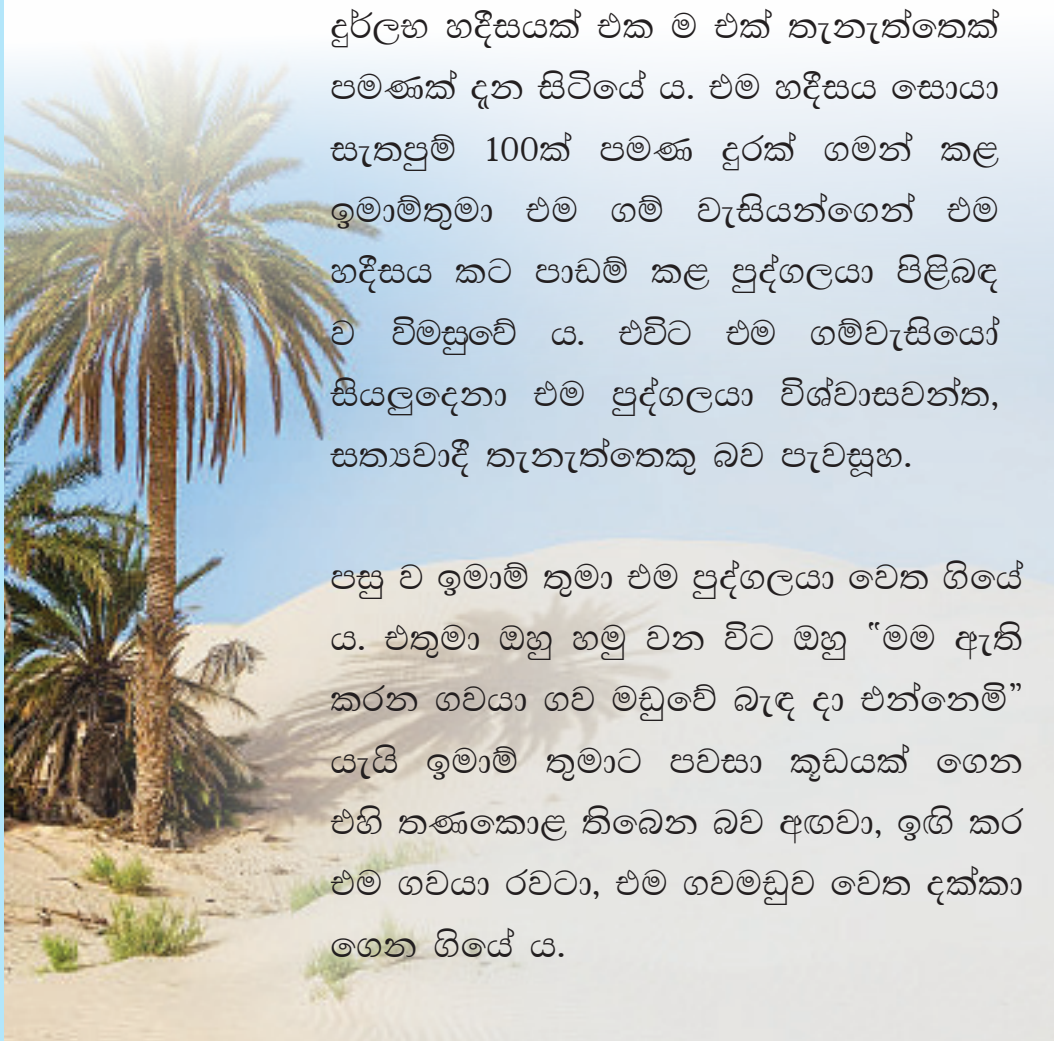 දුර්ලභ හදීසයක් එක ම එක් තැනැත්තෙක්
පමණක් දැන සිටියේ ය. එම හදීසය සොයා
සැතපුම් 100ක් පමණ දුරක් ගමන් කළ
ඉමාම්තුමා එම ගම් වැසියන්ගෙන් එම
හදීසය කට පාඩම් කළ පුද්ගලයා පිළිබඳ
ව විමසුවේ ය. එවිට එම ගම්වැසියෝ
සියලුදෙනා එම පුද්ගලයා විශ්වාසවන්ත,
සත්‍යවාදී තැනැත්තෙකු බව පැවසූහ.
පසු ව ඉමාම් තුමා එම පුද්ගලයා වෙත ගියේ
ය. එතුමා ඔහු හමු වන විට ඔහු “මම ඇති
කරන ගවයා ගව මඩුවේ බැඳ දා එන්නෙමි”
යැයි ඉමාම් තුමාට පවසා කූඩයක් ගෙන
එහි තණකොළ තිබෙන බව අඟවා, ඉඟි කර
එම ගවයා රවටා, එම ගවමඩුව වෙත දක්කා
ගෙන ගියේ ය.